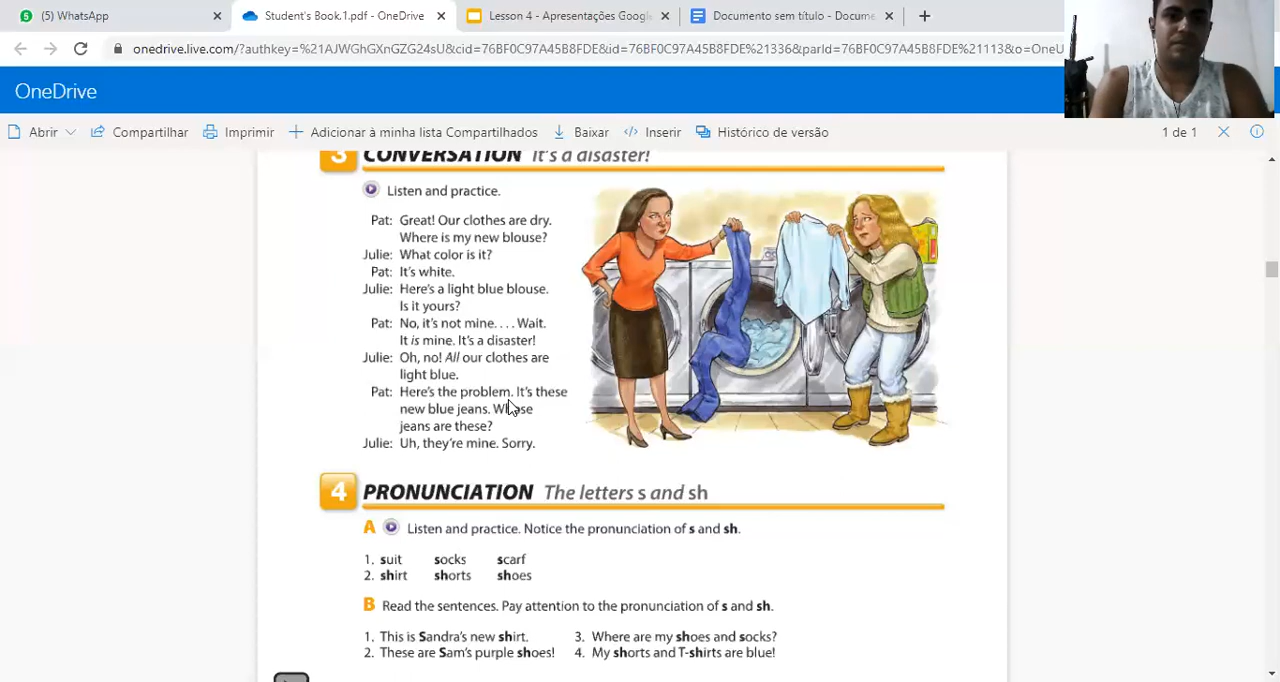 (5) WhatsApp
Student's Book.1.pdf - OneDrive
Lesson 4 - Apresentações Googl
Documento sem título - Docume
onedrive.live.com/?authkey=%21AJWGhGXnGZG24sU&cid=76BF0C97A45B8FDE&id=76BF0C97A45B8FDE%21336&parId=76BF0C97A45B8FDE%21113&o=OneU
OneDrive
Abrir
Compartilhar
Imprimir
Adicionar à minha lista Compartilhados
Baixar
Inserir
Histórico de versão
1 de 1
3 CONVERSATION It's a disaster!
Listen and practice.
Pat: Great! Our clothes are dry.
Where is my new blouse?
Julie: What color is it?
Pat: It's white.
Julie: Here's a light blue blouse.
Is it yours?
Pat: No, it's not mine. . . . Wait.
It is mine. It's a disaster!
Julie: Oh, no! All our clothes are
light blue.
Pat: Here's the problem. It's these
new blue jeans. Whose
jeans are these?
Julie: Uh, they're mine. Sorry.
4 PRONUNCIATION The letters s and sh
A Listen and practice. Notice the pronunciation of s and sh.
1. suit socks scarf
2. shirt shorts shoes
B Read the sentences. Pay attention to the pronunciation of s and sh.
1. This is Sandra's new shirt.
2. These are Sam's purple shoes!
3. Where are my shoes and socks?
4. My shorts and T-shirts are blue!